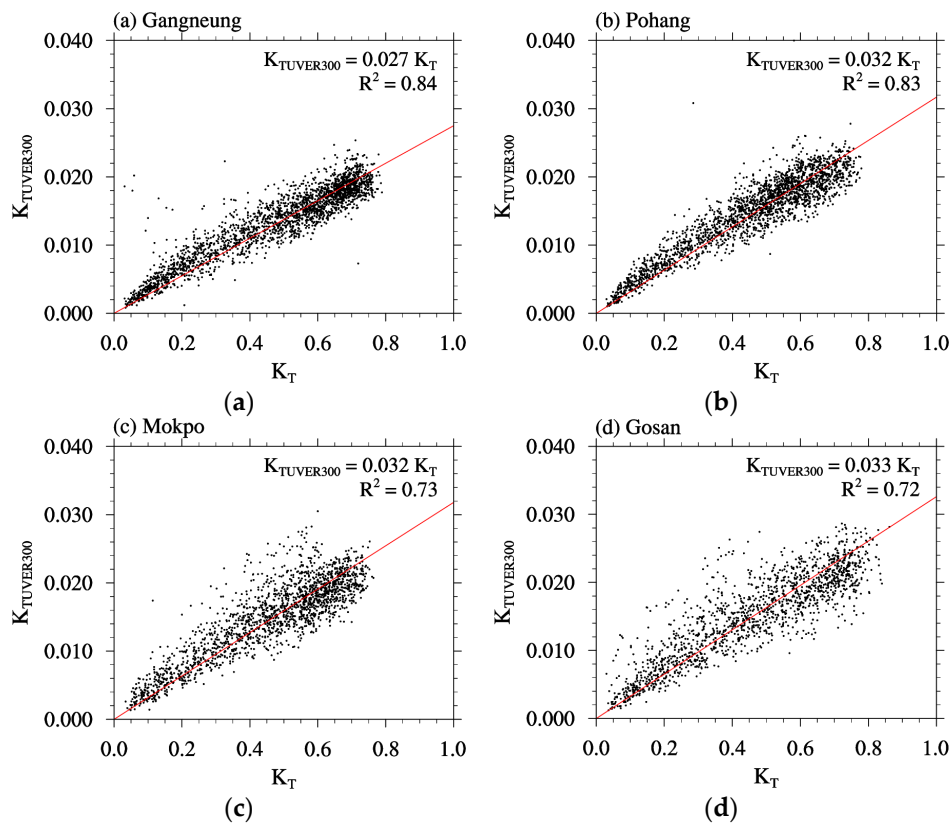 (a) Gangneung
0.040
0.030
0.020
0.010
0.000
K_TUVER300
K_TUVER300 = 0.027 K_T
R² = 0.84
0.0 0.2 0.4 0.6 0.8 1.0
K_T
(a)
(b) Pohang
0.040
0.030
0.020
0.010
0.000
K_TUVER300
K_TUVER300 = 0.032 K_T
R² = 0.83
0.0 0.2 0.4 0.6 0.8 1.0
K_T
(b)
(c) Mokpo
0.040
0.030
0.020
0.010
0.000
K_TUVER300
K_TUVER300 = 0.032 K_T
R² = 0.73
0.0 0.2 0.4 0.6 0.8 1.0
K_T
(c)
(d) Gosan
0.040
0.030
0.020
0.010
0.000
K_TUVER300
K_TUVER300 = 0.033 K_T
R² = 0.72
0.0 0.2 0.4 0.6 0.8 1.0
K_T
(d)